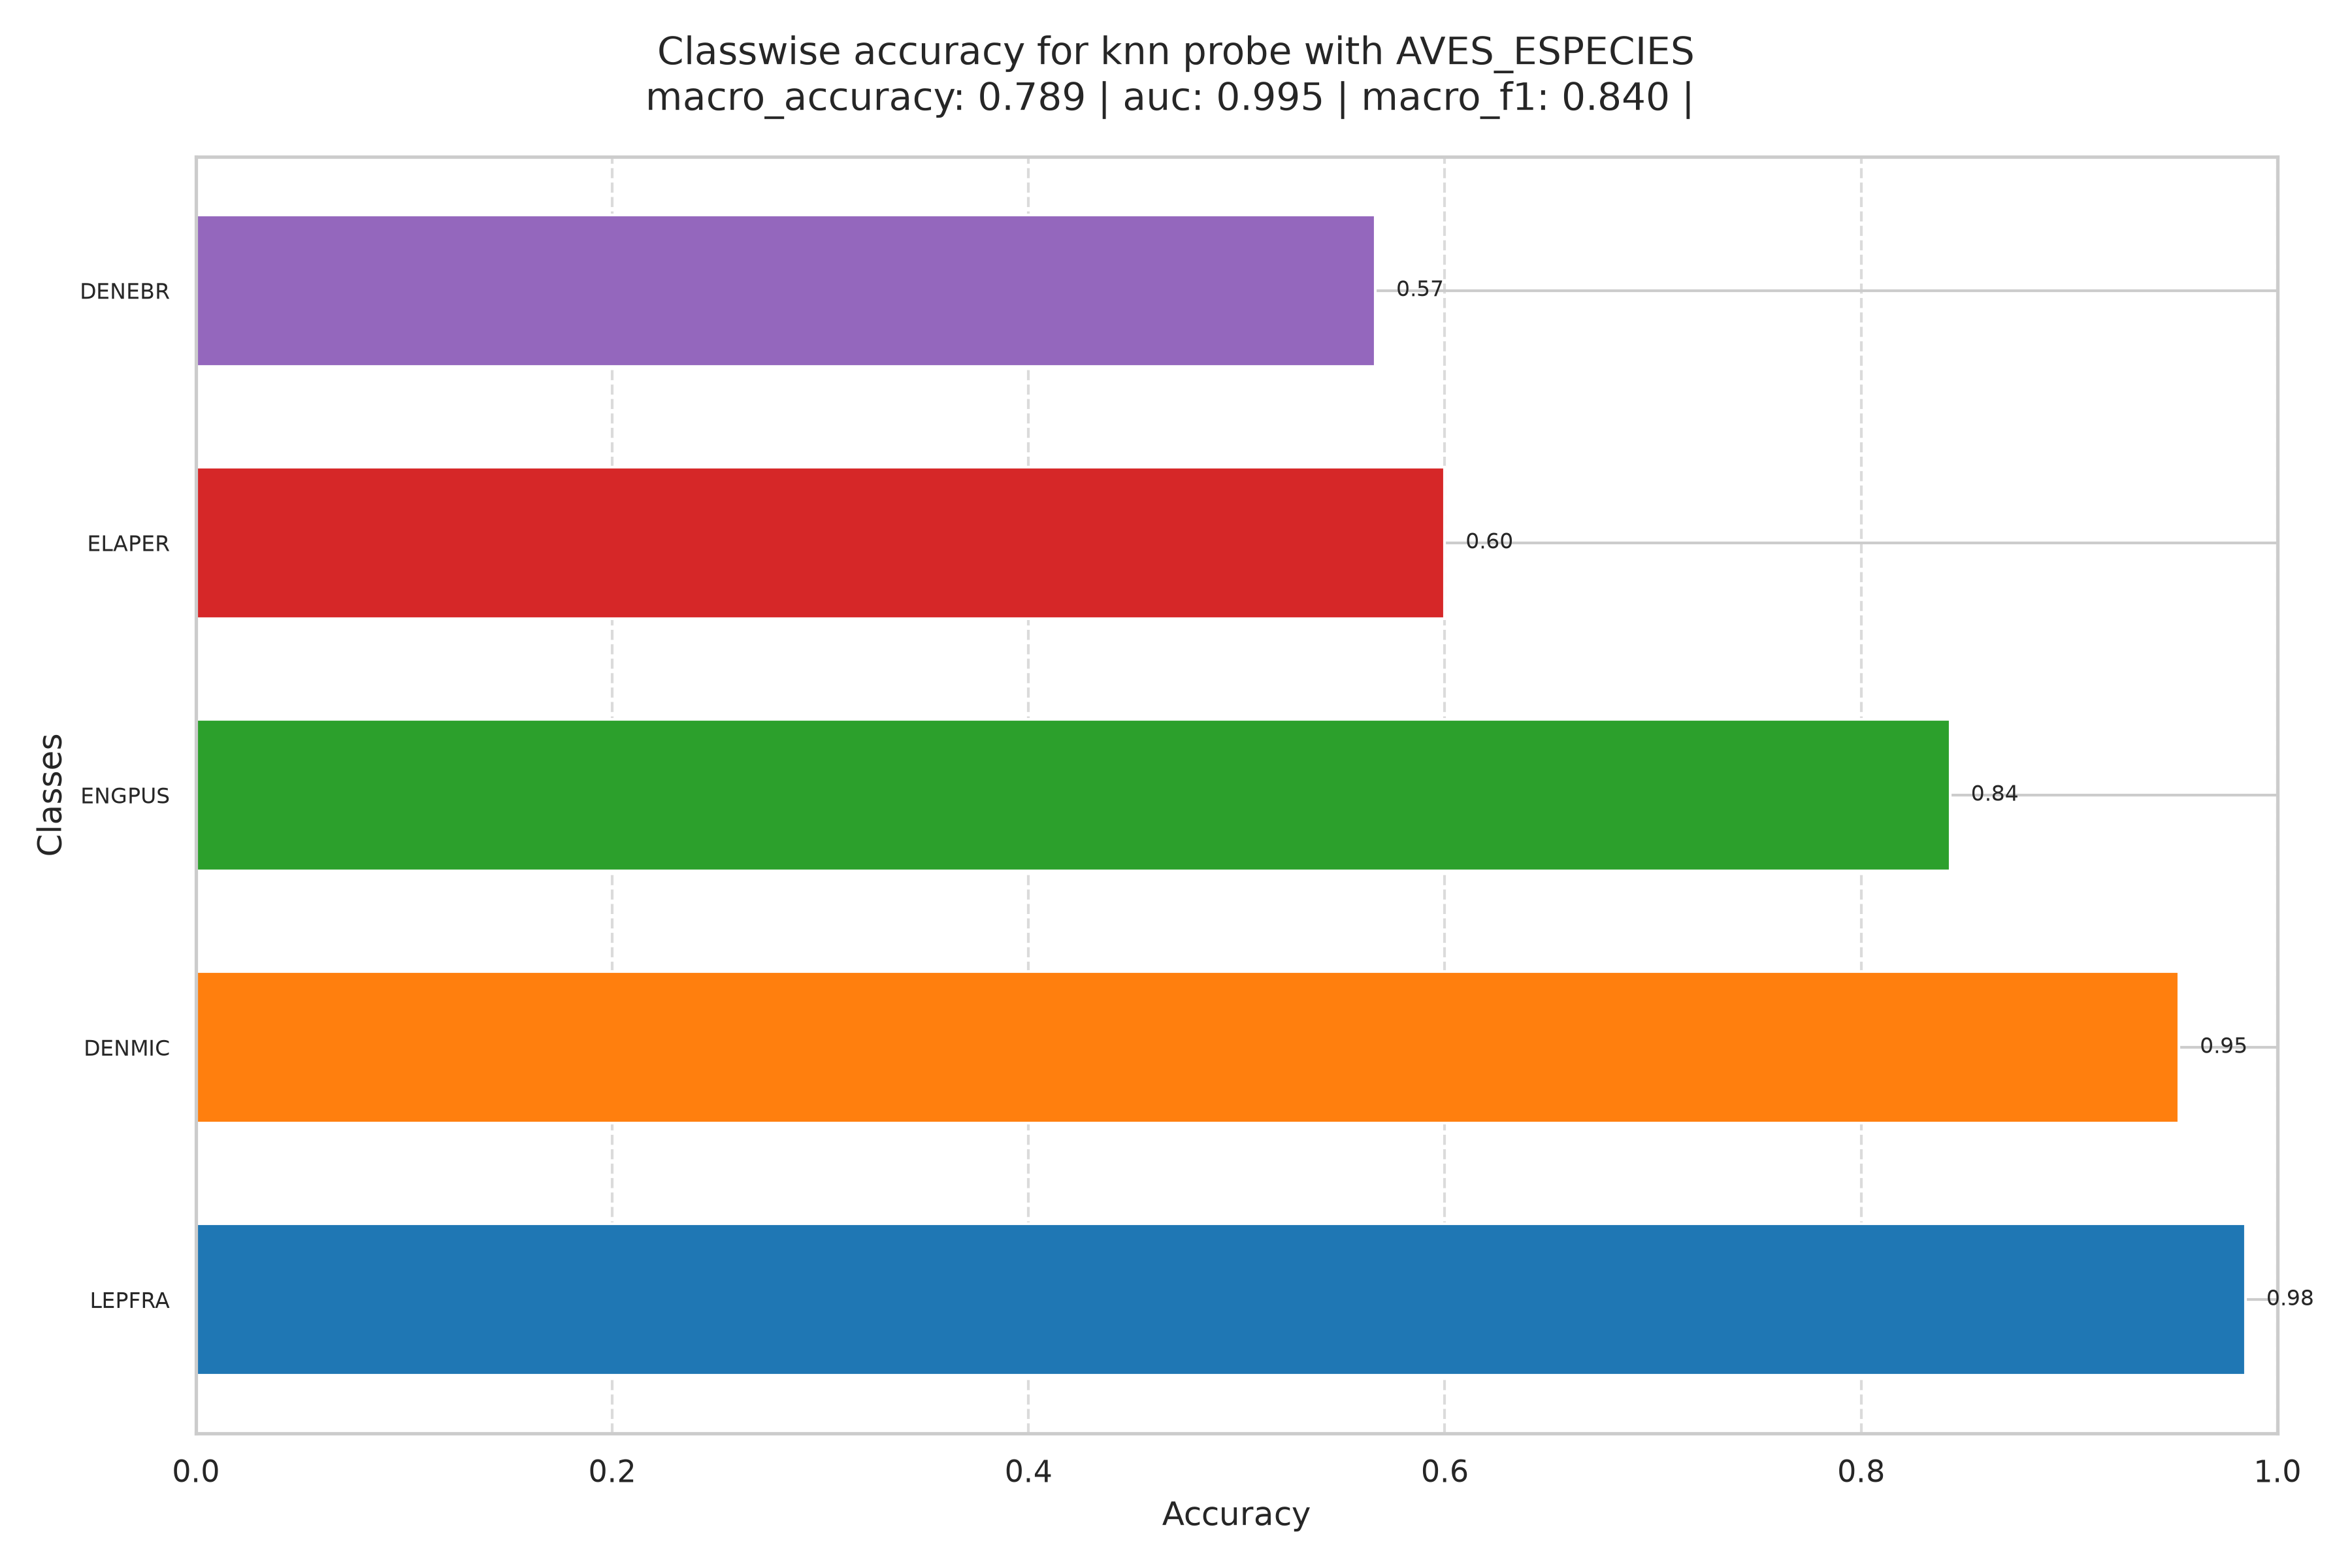 Classwise accuracy for knn probe with AVES_ESPECIES
macro_accuracy: 0.789 | auc: 0.995 | macro_f1: 0.840 |
DENEBR
0.57
ELAPER
0.60
ENGPUS
0.84
DENMIC
0.95
LEPFRA
0.98
Classes
0.0
0.2
0.4
0.6
0.8
1.0
Accuracy